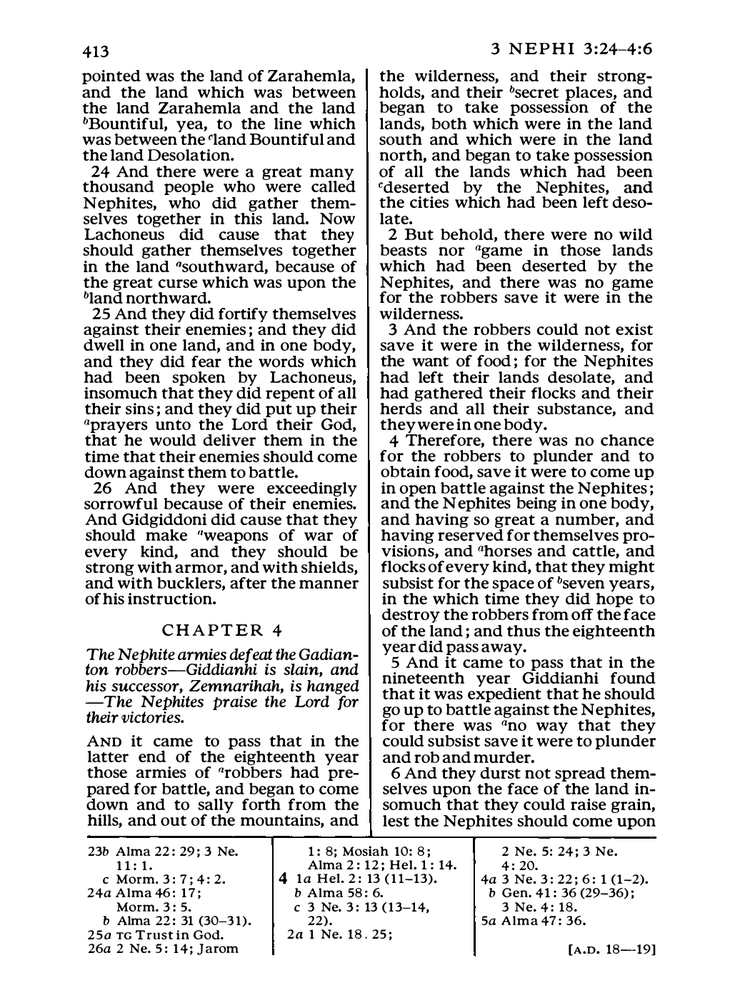 413
3 NEPHI 3:24–4:6
pointed was the land of Zarahemla,
and the land which was between
the land Zarahemla and the land
bBountiful, yea, to the line which
was between the cland Bountiful and
the land Desolation.
24 And there were a great many
thousand people who were called
Nephites, who did gather them-
selves together in this land. Now
Lachoneus did cause that they
should gather themselves together
in the land asouthward, because of
the great curse which was upon the
bland northward.
25 And they did fortify themselves
against their enemies; and they did
dwell in one land, and in one body,
and they did fear the words which
had been spoken by Lachoneus,
insomuch that they did repent of all
their sins; and they did put up their
aprayers unto the Lord their God,
that he would deliver them in the
time that their enemies should come
down against them to battle.
26 And they were exceedingly
sorrowful because of their enemies.
And Gidgiddoni did cause that they
should make aweapons of war of
every kind, and they should be
strong with armor, and with shields,
and with bucklers, after the manner
of his instruction.
CHAPTER 4
The Nephite armies defeat the Gadian-
ton robbers—Giddianhi is slain, and
his successor, Zemnarihah, is hanged
—The Nephites praise the Lord for
their victories.
AND it came to pass that in the
latter end of the eighteenth year
those armies of arobbers had pre-
pared for battle, and began to come
down and to sally forth from the
hills, and out of the mountains, and
the wilderness, and their strong-
holds, and their bsecret places, and
began to take possession of the
lands, both which were in the land
south and which were in the land
north, and began to take possession
of all the lands which had been
cdeserted by the Nephites, and
the cities which had been left deso-
late.
2 But behold, there were no wild
beasts nor agame in those lands
which had been deserted by the
Nephites, and there was no game
for the robbers save it were in the
wilderness.
3 And the robbers could not exist
save it were in the wilderness, for
the want of food; for the Nephites
had left their lands desolate, and
had gathered their flocks and their
herds and all their substance, and
they were in one body.
4 Therefore, there was no chance
for the robbers to plunder and to
obtain food, save it were to come up
in open battle against the Nephites;
and the Nephites being in one body,
and having so great a number, and
having reserved for themselves pro-
visions, and ahorses and cattle, and
flocks of every kind, that they might
subsist for the space of bseven years,
in the which time they did hope to
destroy the robbers from off the face
of the land; and thus the eighteenth
year did pass away.
5 And it came to pass that in the
nineteenth year Giddianhi found
that it was expedient that he should
go up to battle against the Nephites,
for there was ano way that they
could subsist save it were to plunder
and rob and murder.
6 And they durst not spread them-
selves upon the face of the land in-
somuch that they could raise grain,
lest the Nephites should come upon
23b Alma 22: 29; 3 Ne.
11: 1.
c Morm. 3: 7; 4: 2.
24a Alma 46: 17;
Morm. 3: 5.
b Alma 22: 31 (30–31).
25a TG Trust in God.
26a 2 Ne. 5: 14; Jarom
1: 8; Mosiah 10: 8;
Alma 2: 12; Hel. 1: 14.
4 1a Hel. 2: 13 (11–13).
b Alma 58: 6.
c 3 Ne. 3: 13 (13–14,
22).
2a 1 Ne. 18. 25;
2 Ne. 5: 24; 3 Ne.
4: 20.
4a 3 Ne. 3: 22; 6: 1 (1–2).
b Gen. 41: 36 (29–36);
3 Ne. 4: 18.
5a Alma 47: 36.
[A.D. 18—19]